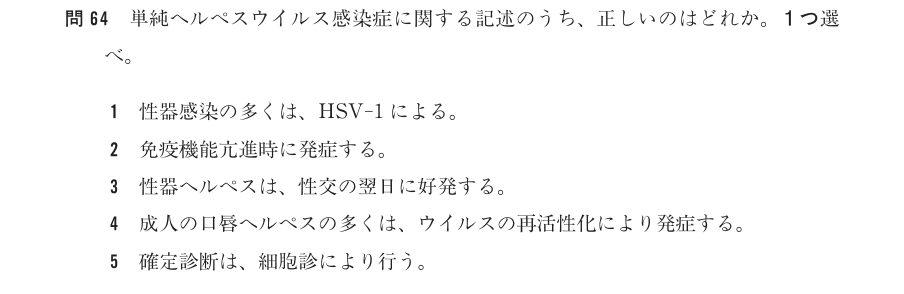 問64 単純ヘルペスウイルス感染症に関する記述のうち、正しいのはどれか。1つ選
べ。
1 性器感染の多くは、HSV-1 による。
2 免疫機能亢進時に発症する。
3 性器ヘルペスは、性交の翌日に好発する。
4 成人の口唇ヘルペスの多くは、ウイルスの再活性化により発症する。
5 確定診断は、細胞診により行う。